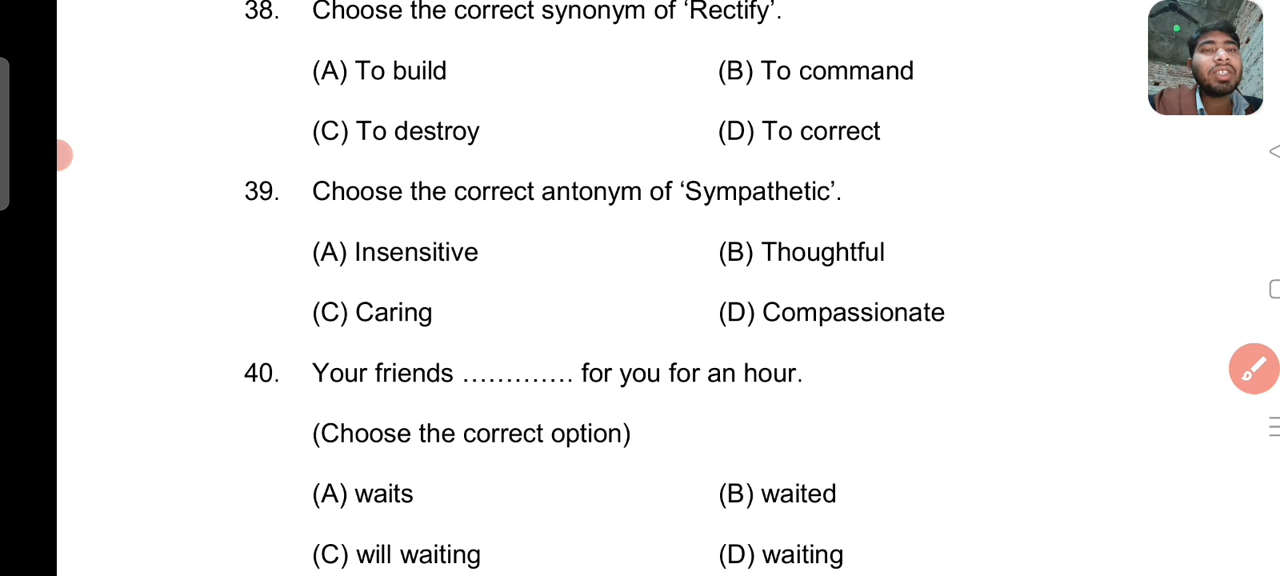 38. Choose the correct synonym of ‘Rectify’.
(A) To build (B) To command
(C) To destroy (D) To correct
39. Choose the correct antonym of ‘Sympathetic’.
(A) Insensitive (B) Thoughtful
(C) Caring (D) Compassionate
40. Your friends ............. for you for an hour.
(Choose the correct option)
(A) waits (B) waited
(C) will waiting (D) waiting